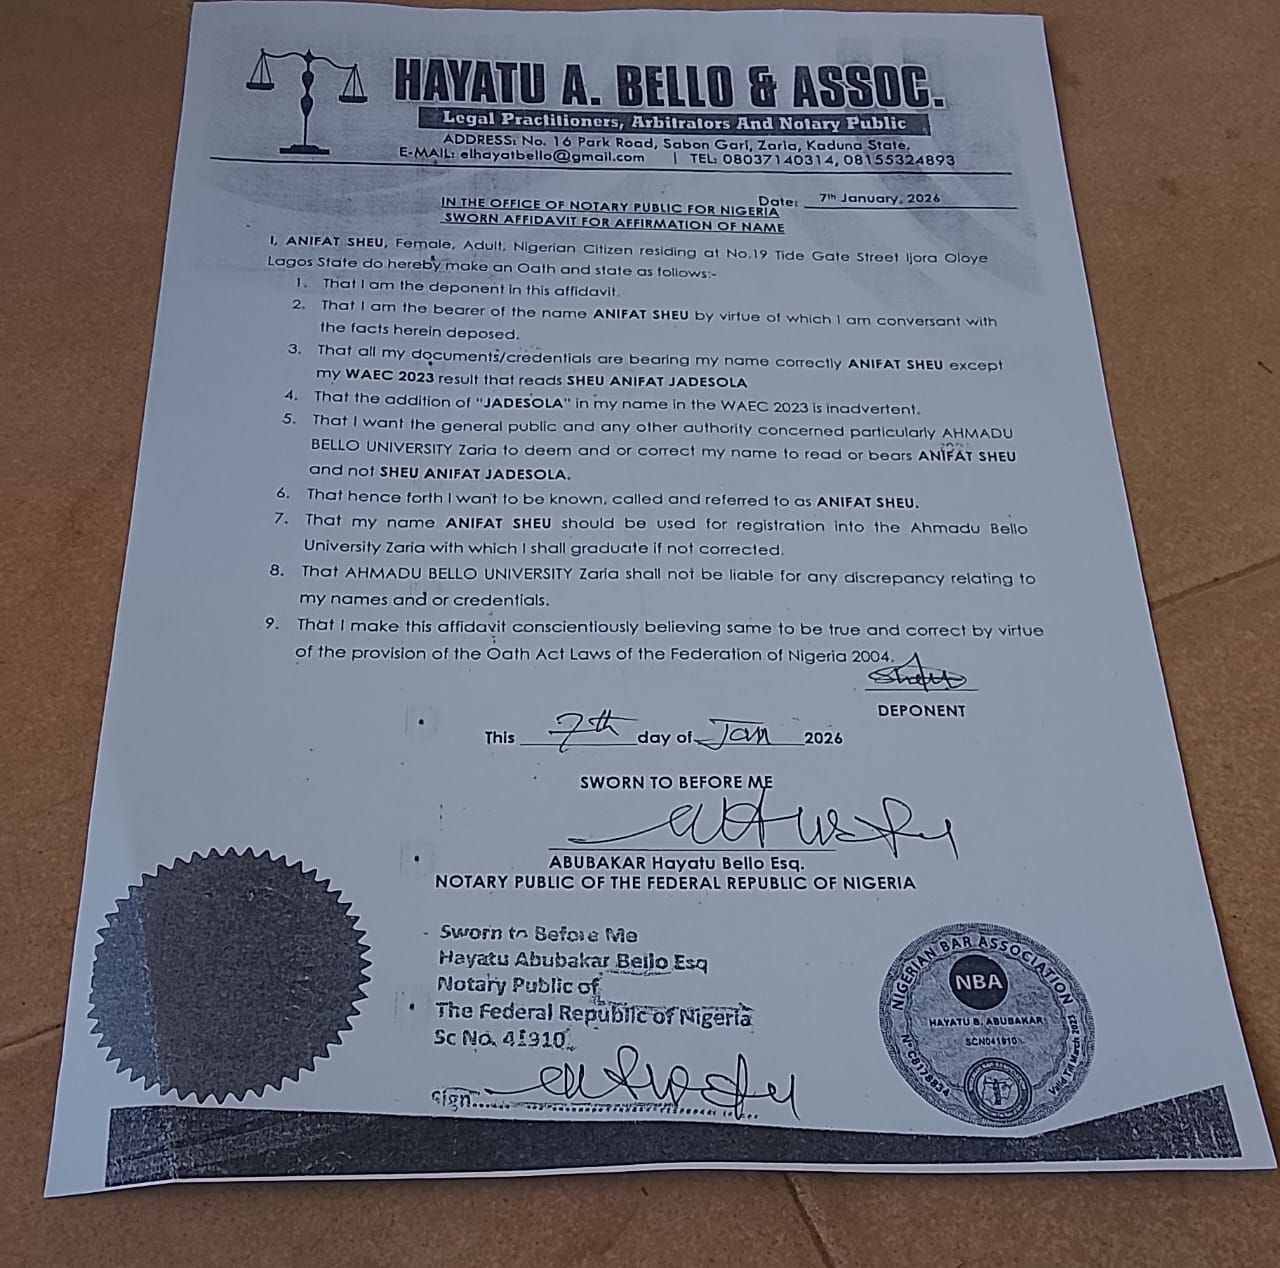 HAYATU A. BELLO & ASSOC.
Legal Practitioners, Arbitrators And Notary Public
ADDRESS: No. 16 Park Road, Sabon Gari, Zaria, Kaduna State.
E-MAIL: elhayatbello@gmail.com | TEL: 08037140314, 08155324893
Date: 7th January, 2026
IN THE OFFICE OF NOTARY PUBLIC FOR NIGERIA
SWORN AFFIDAVIT FOR AFFIRMATION OF NAME
I, ANIFAT SHEU, Female, Adult, Nigerian Citizen residing at No.19 Tide Gate Street Ijora Oloye
Lagos State do hereby make an Oath and state as follows:-
1. That I am the deponent in this affidavit.
2. That I am the bearer of the name ANIFAT SHEU by virtue of which I am conversant with
the facts herein deposed.
3. That all my documents/credentials are bearing my name correctly ANIFAT SHEU except
my WAEC 2023 result that reads SHEU ANIFAT JADESOLA
4. That the addition of "JADESOLA" in my name in the WAEC 2023 is inadvertent.
5. That I want the general public and any other authority concerned particularly AHMADU
BELLO UNIVERSITY Zaria to deem and or correct my name to read or bears ANIFAT SHEU
and not SHEU ANIFAT JADESOLA.
6. That hence forth I want to be known, called and referred to as ANIFAT SHEU.
7. That my name ANIFAT SHEU should be used for registration into the Ahmadu Bello
University Zaria with which I shall graduate if not corrected.
8. That AHMADU BELLO UNIVERSITY Zaria shall not be liable for any discrepancy relating to
my names and or credentials.
9. That I make this affidavit conscientiously believing same to be true and correct by virtue
of the provision of the Oath Act Laws of the Federation of Nigeria 2004.
DEPONENT
This 7th day of Jan 2026
SWORN TO BEFORE ME
ABUBAKAR Hayatu Bello Esq.
NOTARY PUBLIC OF THE FEDERAL REPUBLIC OF NIGERIA
Sworn to Before Me
Hayatu Abubakar Bello Esq
Notary Public of
The Federal Republic of Nigeria
Sc No. 41910
Sign
NIGERIAN BAR ASSOCIATION
NBA
HAYATU B. ABUBAKAR
SCN041910
Valid Till March